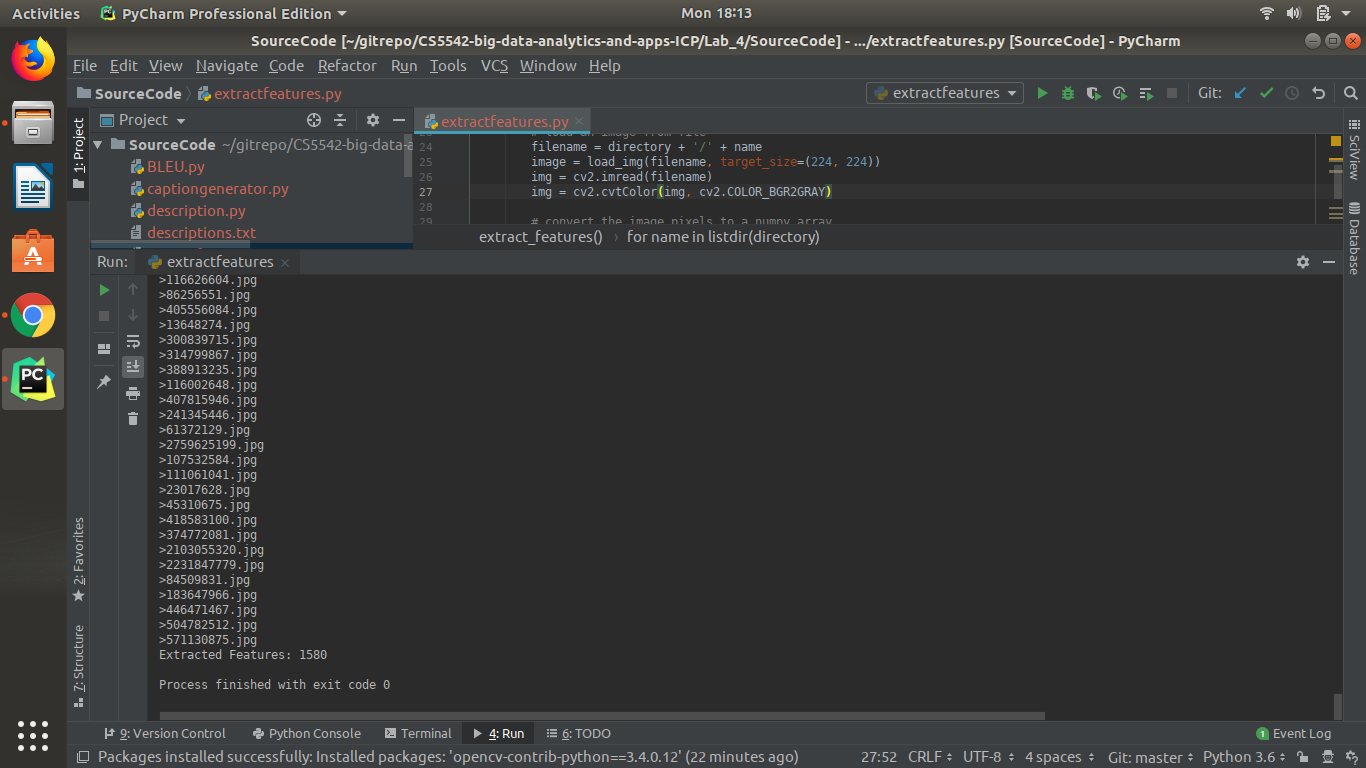 Activities PyCharm Professional Edition Mon 18:13
SourceCode [~/gitrepo/CS5542-big-data-analytics-and-apps-ICP/Lab_4/SourceCode] - .../extractfeatures.py [SourceCode] - PyCharm
File Edit View Navigate Code Refactor Run Tools VCS Window Help
SourceCode extractfeatures.py extractfeatures Git:
1: Project
Project
SourceCode ~/gitrepo/CS5542-big-data-a
BLEU.py
captiongenerator.py
description.py
descriptions.txt
extractfeatures.py
# load an image from file
24 filename = directory + '/' + name
25 image = load_img(filename, target_size=(224, 224))
26 img = cv2.imread(filename)
27 img = cv2.cvtColor(img, cv2.COLOR_BGR2GRAY)
28
29 # convert the image pixels to a numpy array
extract_features() › for name in listdir(directory)
SciView
Database
Run: extractfeatures
>116626604.jpg
>86256551.jpg
>405556084.jpg
>13648274.jpg
>300839715.jpg
>314799867.jpg
>388913235.jpg
>116002648.jpg
>407815946.jpg
>241345446.jpg
>61372129.jpg
>2759625199.jpg
>107532584.jpg
>111061041.jpg
>23017628.jpg
>45310675.jpg
>418583100.jpg
>374772081.jpg
>2103055320.jpg
>2231847779.jpg
>84509831.jpg
>183647966.jpg
>446471467.jpg
>504782512.jpg
>571130875.jpg
Extracted Features: 1580
Process finished with exit code 0
2: Favorites
7: Structure
9: Version Control Python Console Terminal 4: Run 6: TODO 1 Event Log
Packages installed successfully: Installed packages: 'opencv-contrib-python==3.4.0.12' (22 minutes ago) 27:52 CRLF UTF-8 4 spaces Git: master Python 3.6